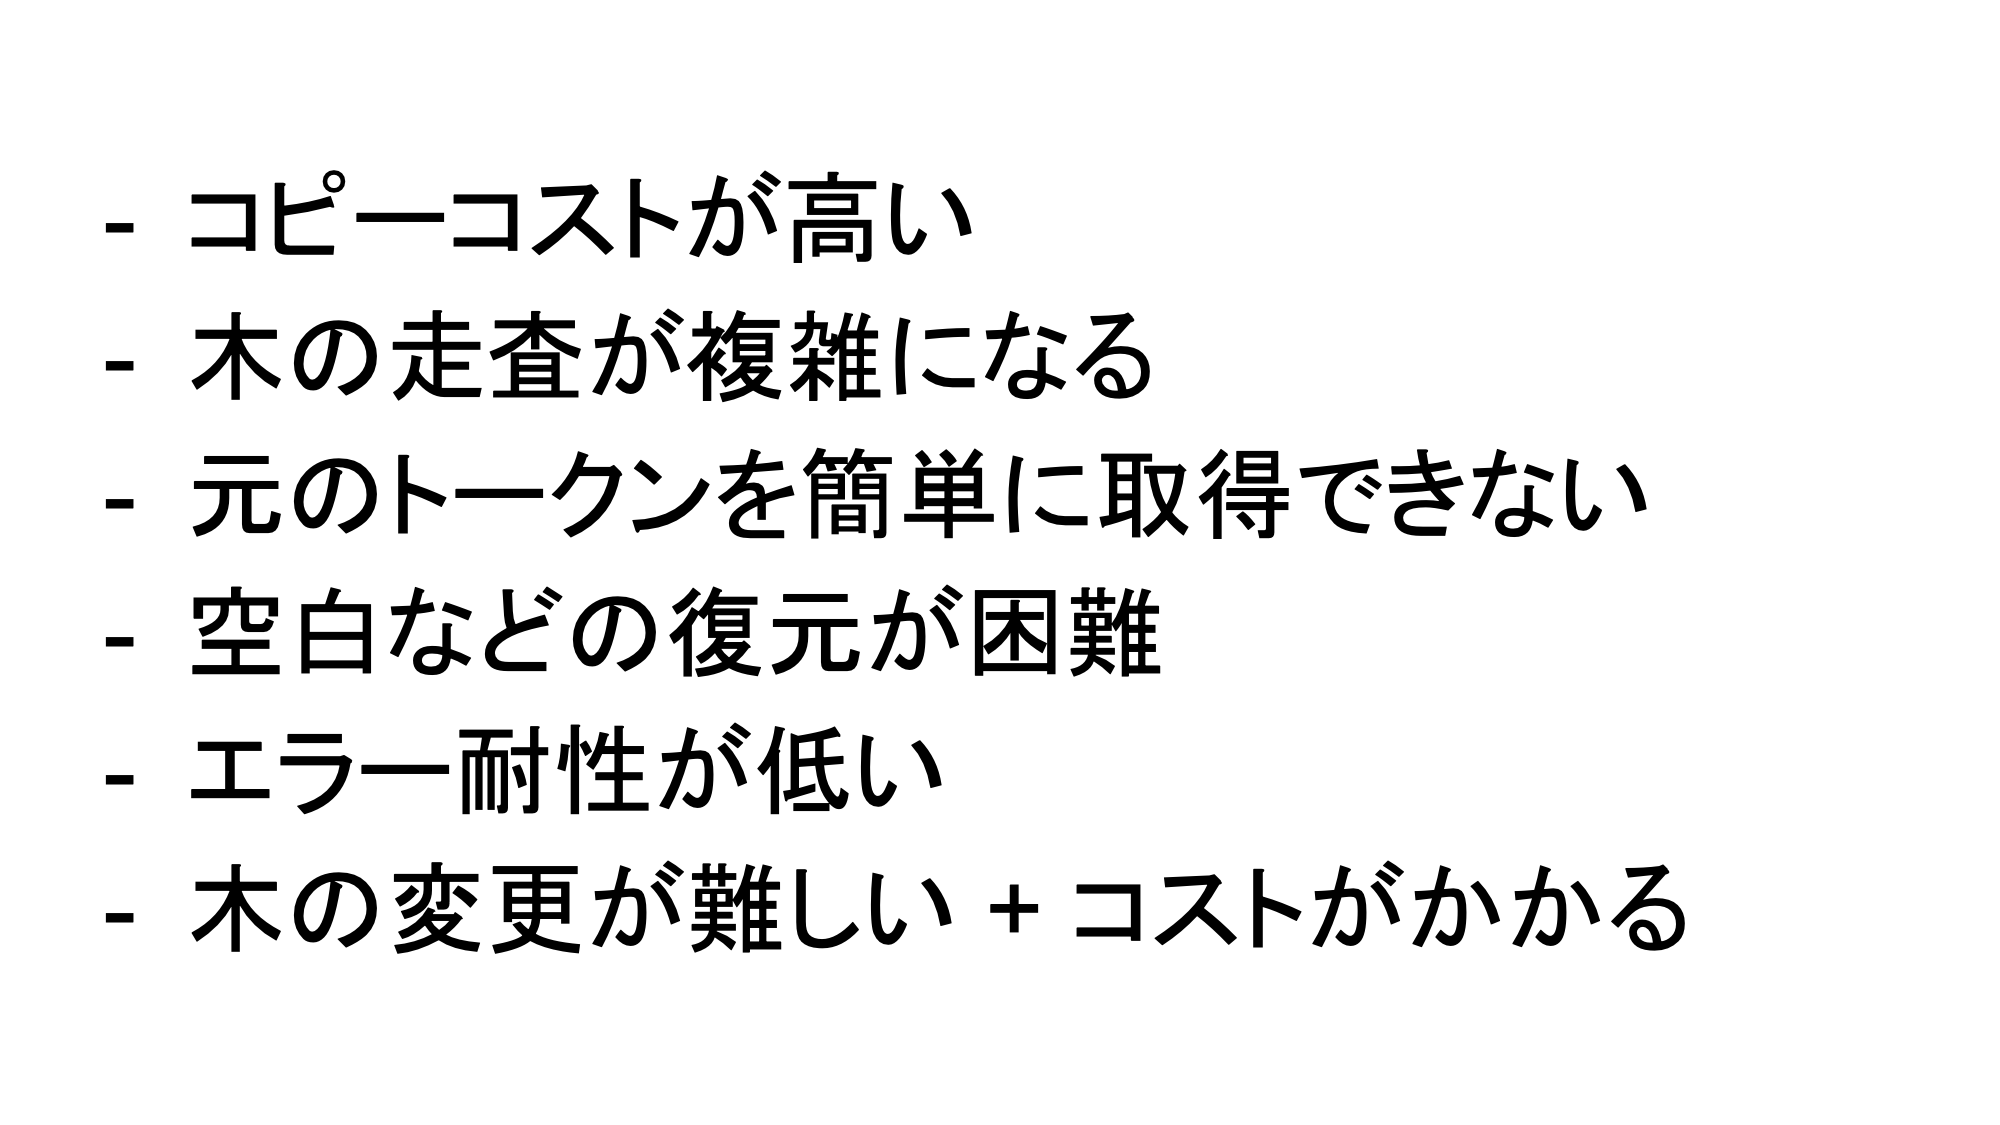 - コピーコストが高い
- 木の走査が複雑になる
- 元のトークンを簡単に取得できない
- 空白などの復元が困難
- エラー耐性が低い
- 木の変更が難しい + コストがかかる